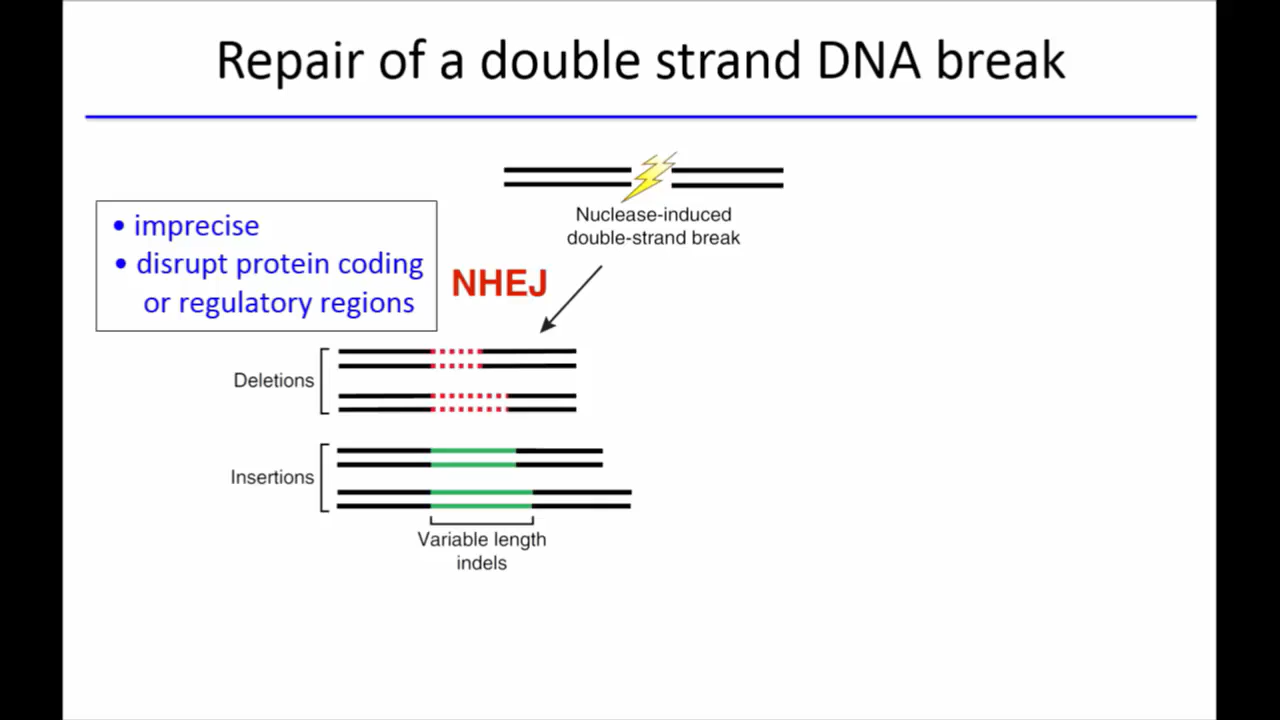 Repair of a double strand DNA break
Nuclease-induced
double-strand break
• imprecise
• disrupt protein coding
or regulatory regions
NHEJ
Deletions
Insertions
Variable length
indels